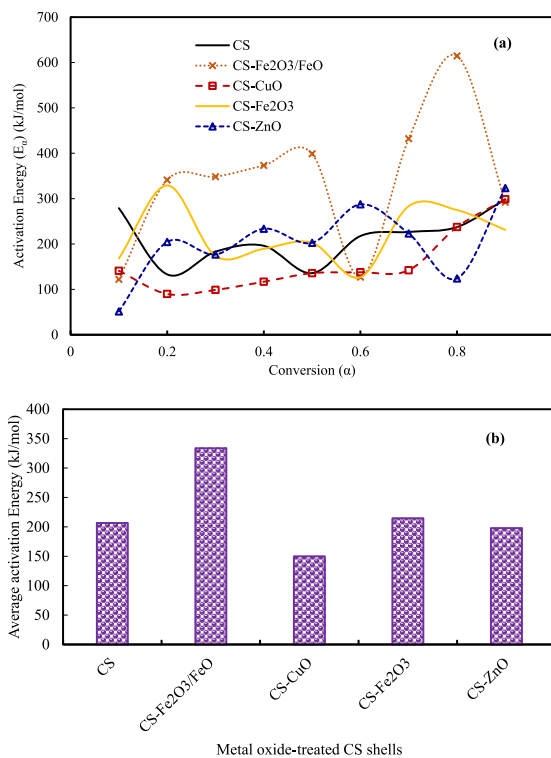 700
600
500
400
300
200
100
0
Activation Energy (Ea) (kJ/mol)
(a)
CS
CS-Fe2O3/FeO
CS-CuO
CS-Fe2O3
CS-ZnO
0
0.2
0.4
0.6
0.8
Conversion (α)
400
350
300
250
200
150
100
50
0
Average activation Energy (kJ/mol)
(b)
CS
CS-Fe2O3/FeO
CS-CuO
CS-Fe2O3
CS-ZnO
Metal oxide-treated CS shells